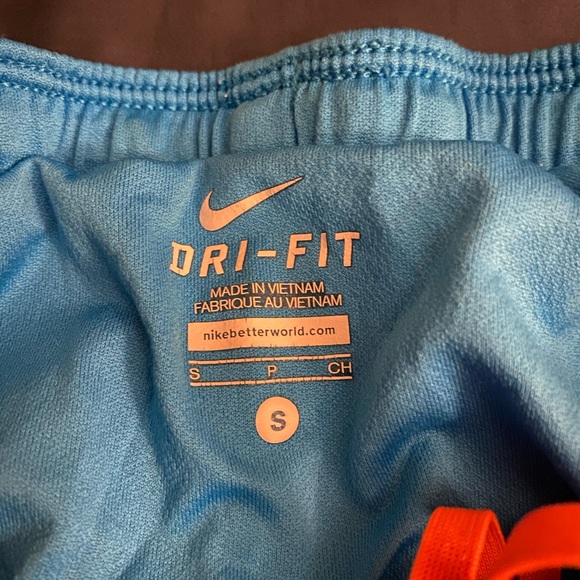 DRI-FIT
MADE IN VIETNAM
FABRIQUE AU VIETNAM
nikebetterworld.com
S P CH
S